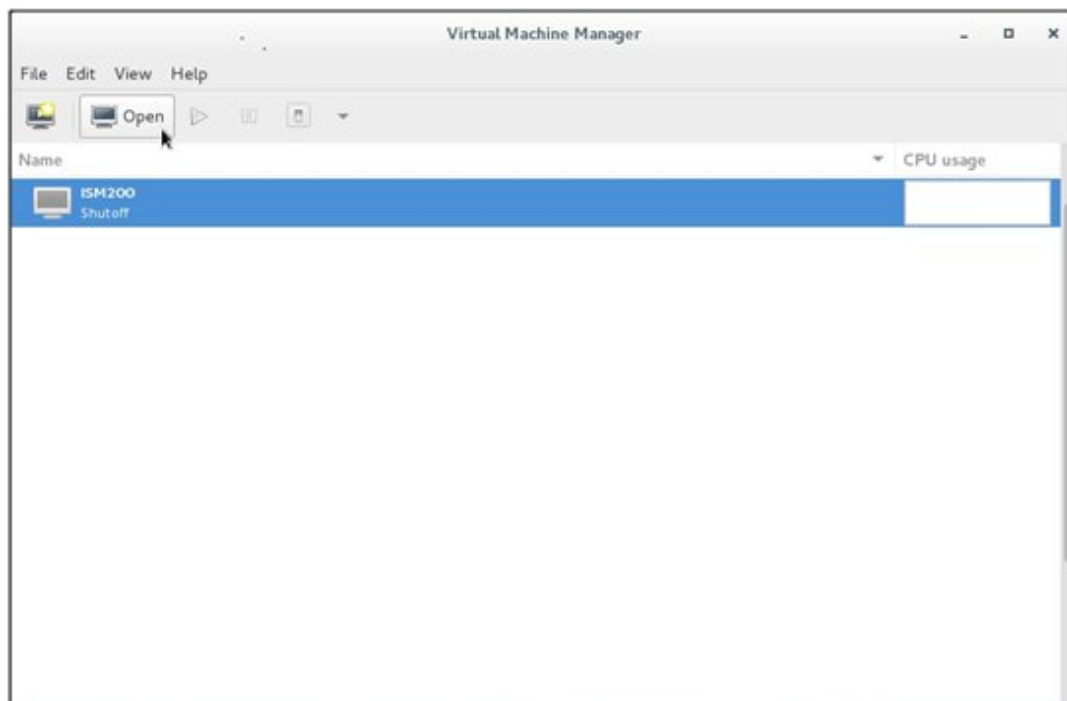 Virtual Machine Manager
File Edit View Help
Open
Name CPU usage
ISM200
Shutoff